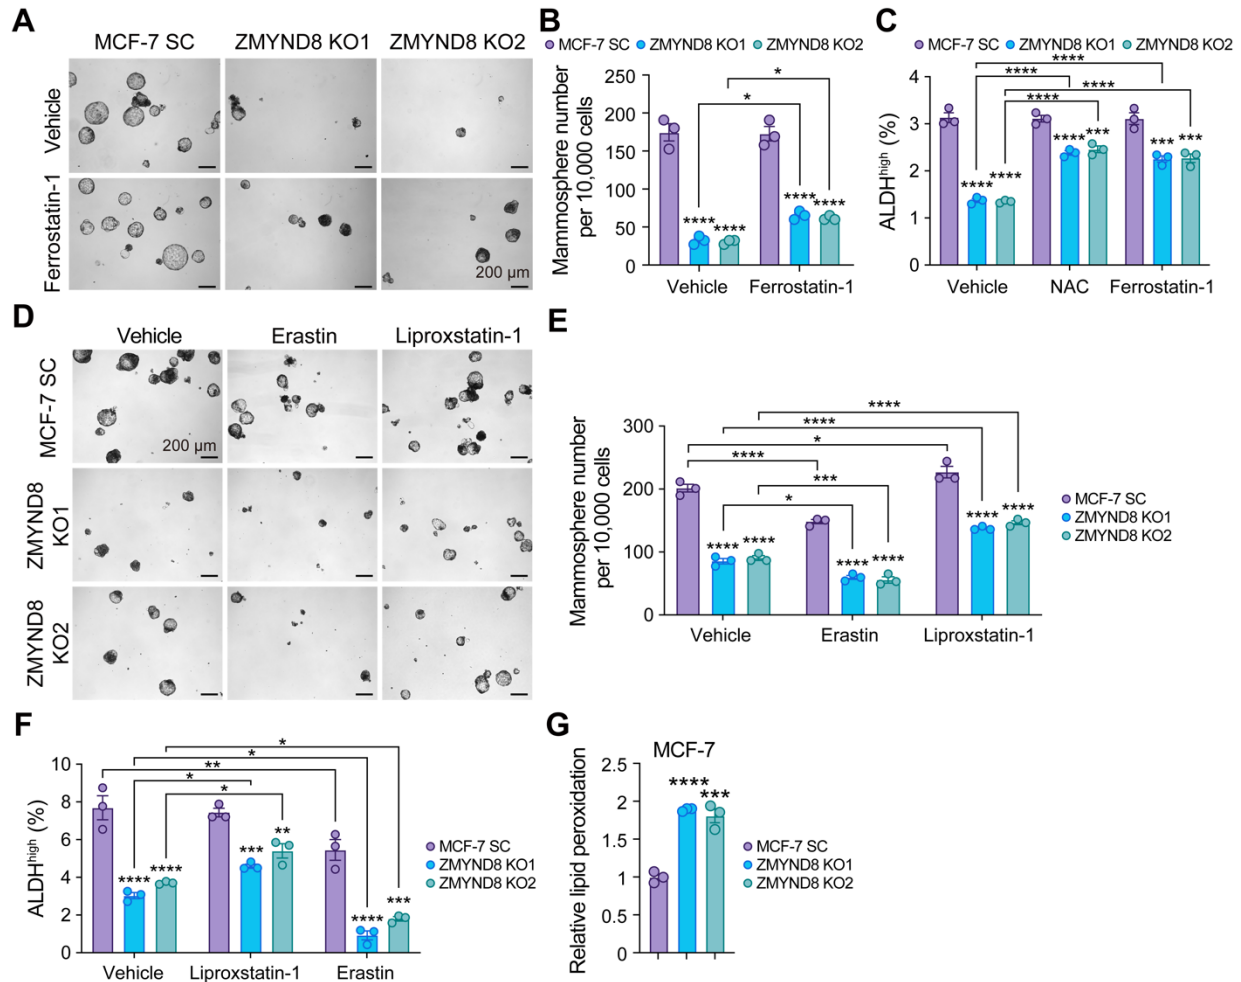 A
MCF-7 SC
ZMYND8 KO1
ZMYND8 KO2
Vehicle
Ferrostatin-1
200 µm
B
MCF-7 SC
ZMYND8 KO1
ZMYND8 KO2
Mammosphere number
per 10,000 cells
250
200
150
100
50
0
*
*
****
****
****
****
Vehicle
Ferrostatin-1
C
MCF-7 SC
ZMYND8 KO1
ZMYND8 KO2
ALDHhigh (%)
4
3
2
1
0
****
****
****
****
****
****
****
***
***
***
Vehicle
NAC
Ferrostatin-1
D
Vehicle
Erastin
Liproxstatin-1
MCF-7 SC
200 µm
ZMYND8
KO1
ZMYND8
KO2
E
Mammosphere number
per 10,000 cells
300
200
100
0
****
****
*
****
***
*
****
****
****
****
****
****
Vehicle
Erastin
Liproxstatin-1
MCF-7 SC
ZMYND8 KO1
ZMYND8 KO2
F
ALDHhigh (%)
10
8
6
4
2
0
*
*
**
*
*
****
****
***
**
****
***
Vehicle
Liproxstatin-1
Erastin
MCF-7 SC
ZMYND8 KO1
ZMYND8 KO2
G
MCF-7
Relative lipid peroxidation
2.5
2
1.5
1
0.5
0
****
***
MCF-7 SC
ZMYND8 KO1
ZMYND8 KO2